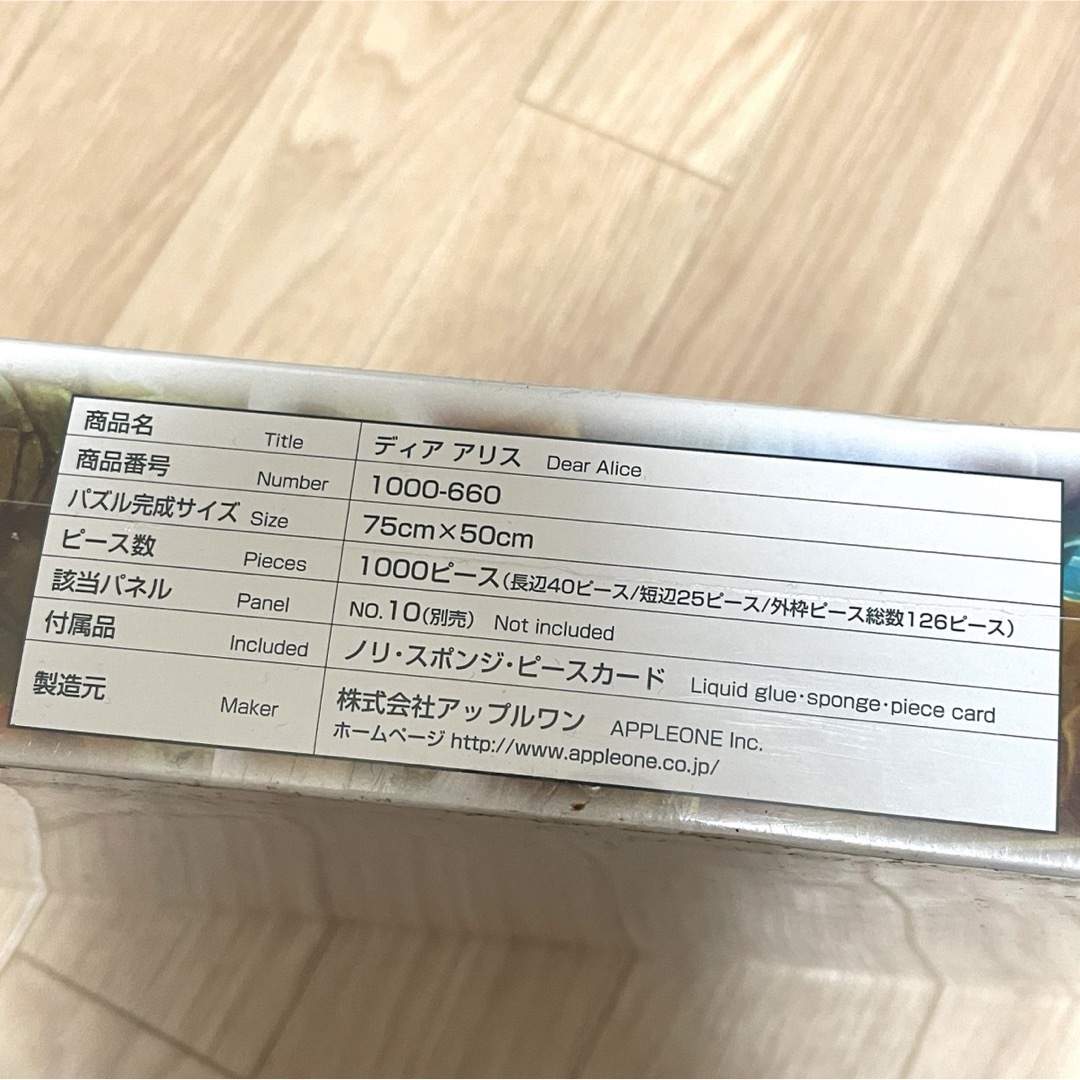 商品名 Title ディア アリス Dear Alice
商品番号 Number 1000-660
パズル完成サイズ Size 75cm×50cm
ピース数 Pieces 1000ピース(長辺40ピース/短辺25ピース/外枠ピース総数126ピース)
該当パネル Panel NO.10(別売) Not included
付属品 Included ノリ・スポンジ・ピースカード Liquid glue・sponge・piece card
製造元 Maker 株式会社アップルワン APPLEONE Inc.
ホームページ http://www.appleone.co.jp/